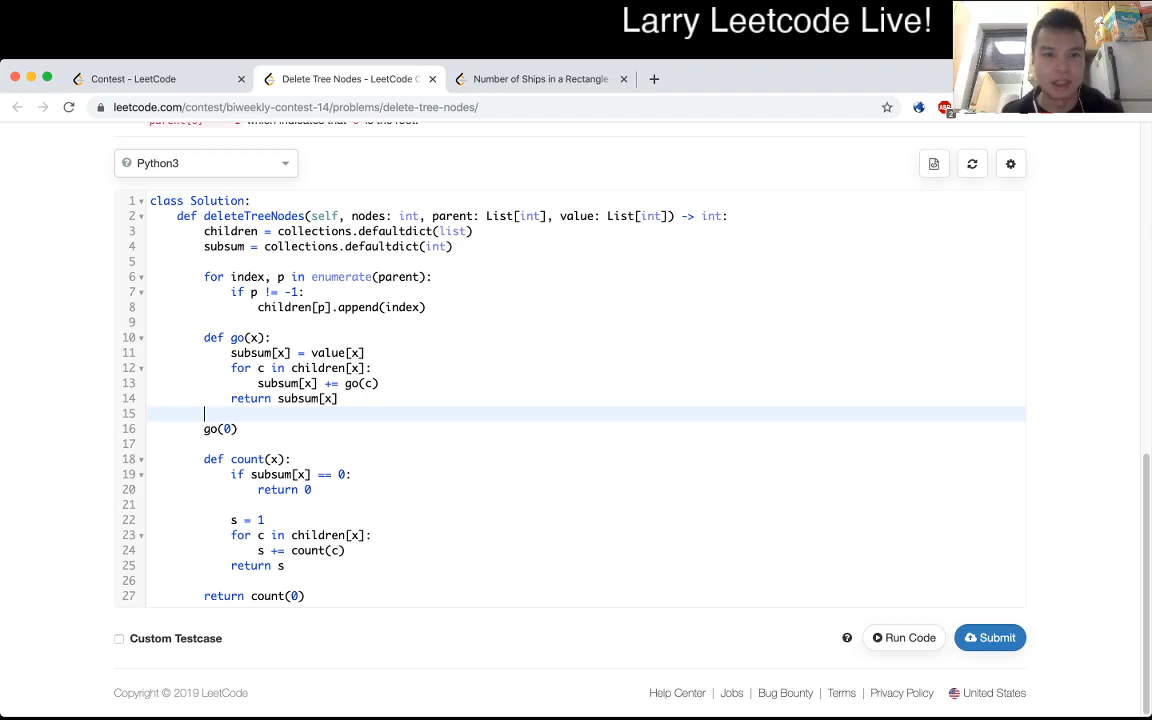 Larry Leetcode Live!
Contest - LeetCode
Delete Tree Nodes - LeetCode C
Number of Ships in a Rectangle
leetcode.com/contest/biweekly-contest-14/problems/delete-tree-nodes/
which indicates that
is the root.
Python3
1 class Solution:
2 def deleteTreeNodes(self, nodes: int, parent: List[int], value: List[int]) -> int:
3 children = collections.defaultdict(list)
4 subsum = collections.defaultdict(int)
5
6 for index, p in enumerate(parent):
7 if p != -1:
8 children[p].append(index)
9
10 def go(x):
11 subsum[x] = value[x]
12 for c in children[x]:
13 subsum[x] += go(c)
14 return subsum[x]
15
16 go(0)
17
18 def count(x):
19 if subsum[x] == 0:
20 return 0
21
22 s = 1
23 for c in children[x]:
24 s += count(c)
25 return s
26
27 return count(0)
Custom Testcase
? Run Code
Submit
Copyright © 2019 LeetCode
Help Center | Jobs | Bug Bounty | Terms | Privacy Policy
United States